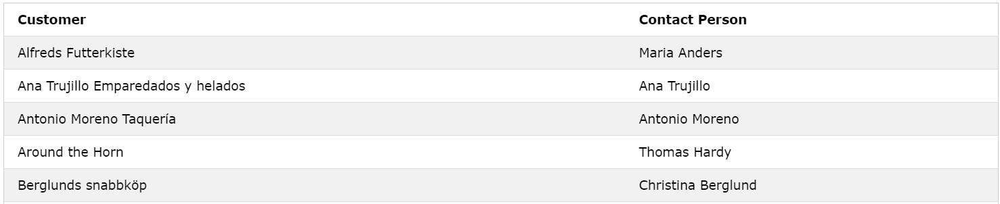 Customer Contact Person
Alfreds Futterkiste Maria Anders
Ana Trujillo Emparedados y helados Ana Trujillo
Antonio Moreno Taquería Antonio Moreno
Around the Horn Thomas Hardy
Berglunds snabbköp Christina Berglund